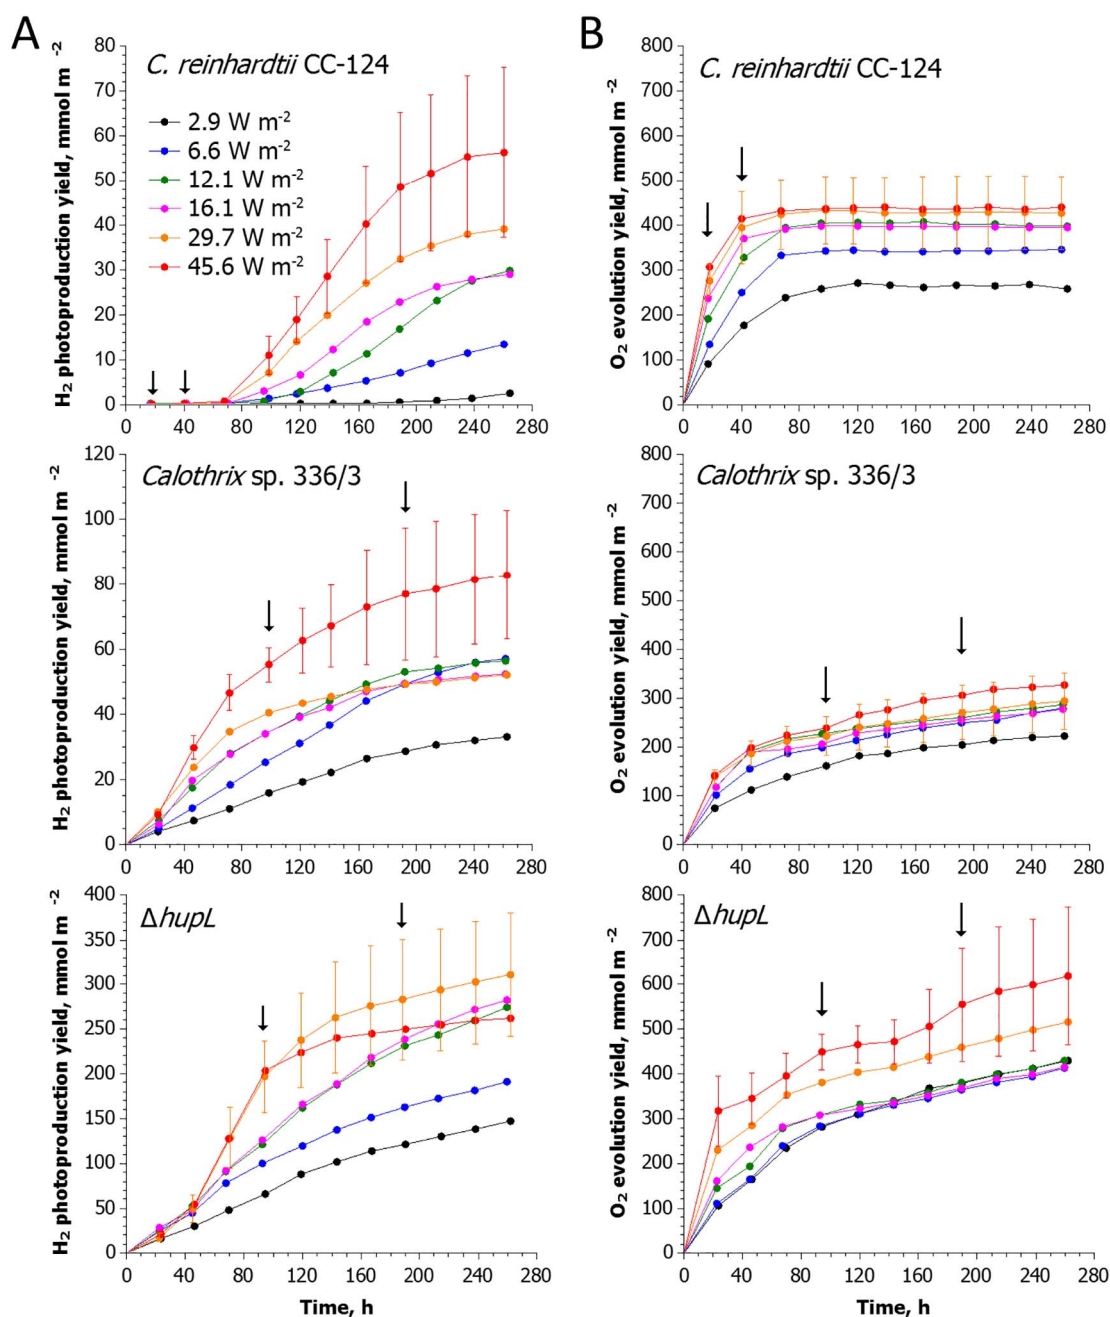 A
B
H₂ photoproduction yield, mmol m ⁻²
80
70
60
50
40
30
20
10
0
C. reinhardtii CC-124
2.9 W m⁻²
6.6 W m⁻²
12.1 W m⁻²
16.1 W m⁻²
29.7 W m⁻²
45.6 W m⁻²
0 40 80 120 160 200 240 280
O₂ evolution yield, mmol m ⁻²
800
700
600
500
400
300
200
100
0
C. reinhardtii CC-124
0 40 80 120 160 200 240 280
H₂ photoproduction yield, mmol m ⁻²
120
100
80
60
40
20
0
Calothrix sp. 336/3
0 40 80 120 160 200 240 280
O₂ evolution yield, mmol m ⁻²
800
700
600
500
400
300
200
100
0
Calothrix sp. 336/3
0 40 80 120 160 200 240 280
H₂ photoproduction yield, mmol m ⁻²
400
350
300
250
200
150
100
50
0
ΔhupL
0 40 80 120 160 200 240 280
Time, h
O₂ evolution yield, mmol m ⁻²
800
700
600
500
400
300
200
100
0
ΔhupL
0 40 80 120 160 200 240 280
Time, h